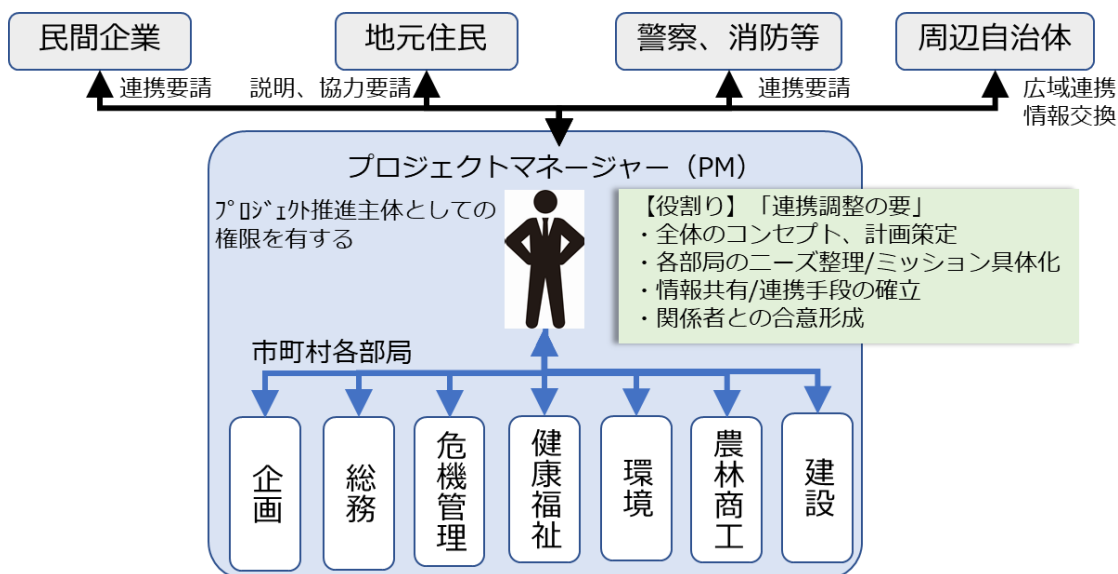 民間企業
地元住民
警察、消防等
周辺自治体
連携要請
説明、協力要請
連携要請
広域連携
情報交換
プロジェクトマネージャー（PM）
ﾌﾟﾛｼﾞｪｸﾄ推進主体としての
権限を有する
【役割り】「連携調整の要」
・全体のコンセプト、計画策定
・各部局のニーズ整理/ミッション具体化
・情報共有/連携手段の確立
・関係者との合意形成
市町村各部局
企画
総務
危機管理
健康福祉
環境
農林商工
建設